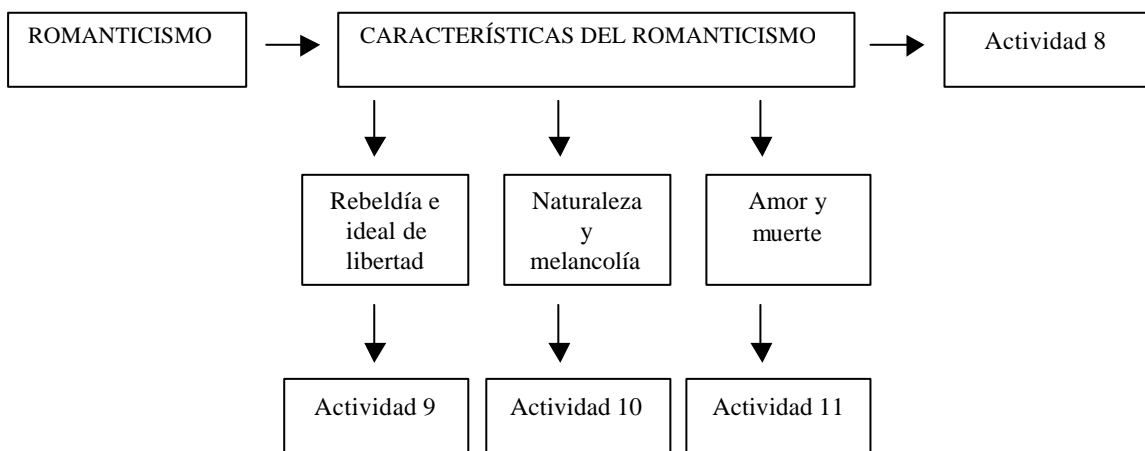 ROMANTICISMO
CARACTERÍSTICAS DEL ROMANTICISMO
Actividad 8
Rebeldía e
ideal de
libertad
Naturaleza
y
melancolía
Amor y
muerte
Actividad 9
Actividad 10
Actividad 11